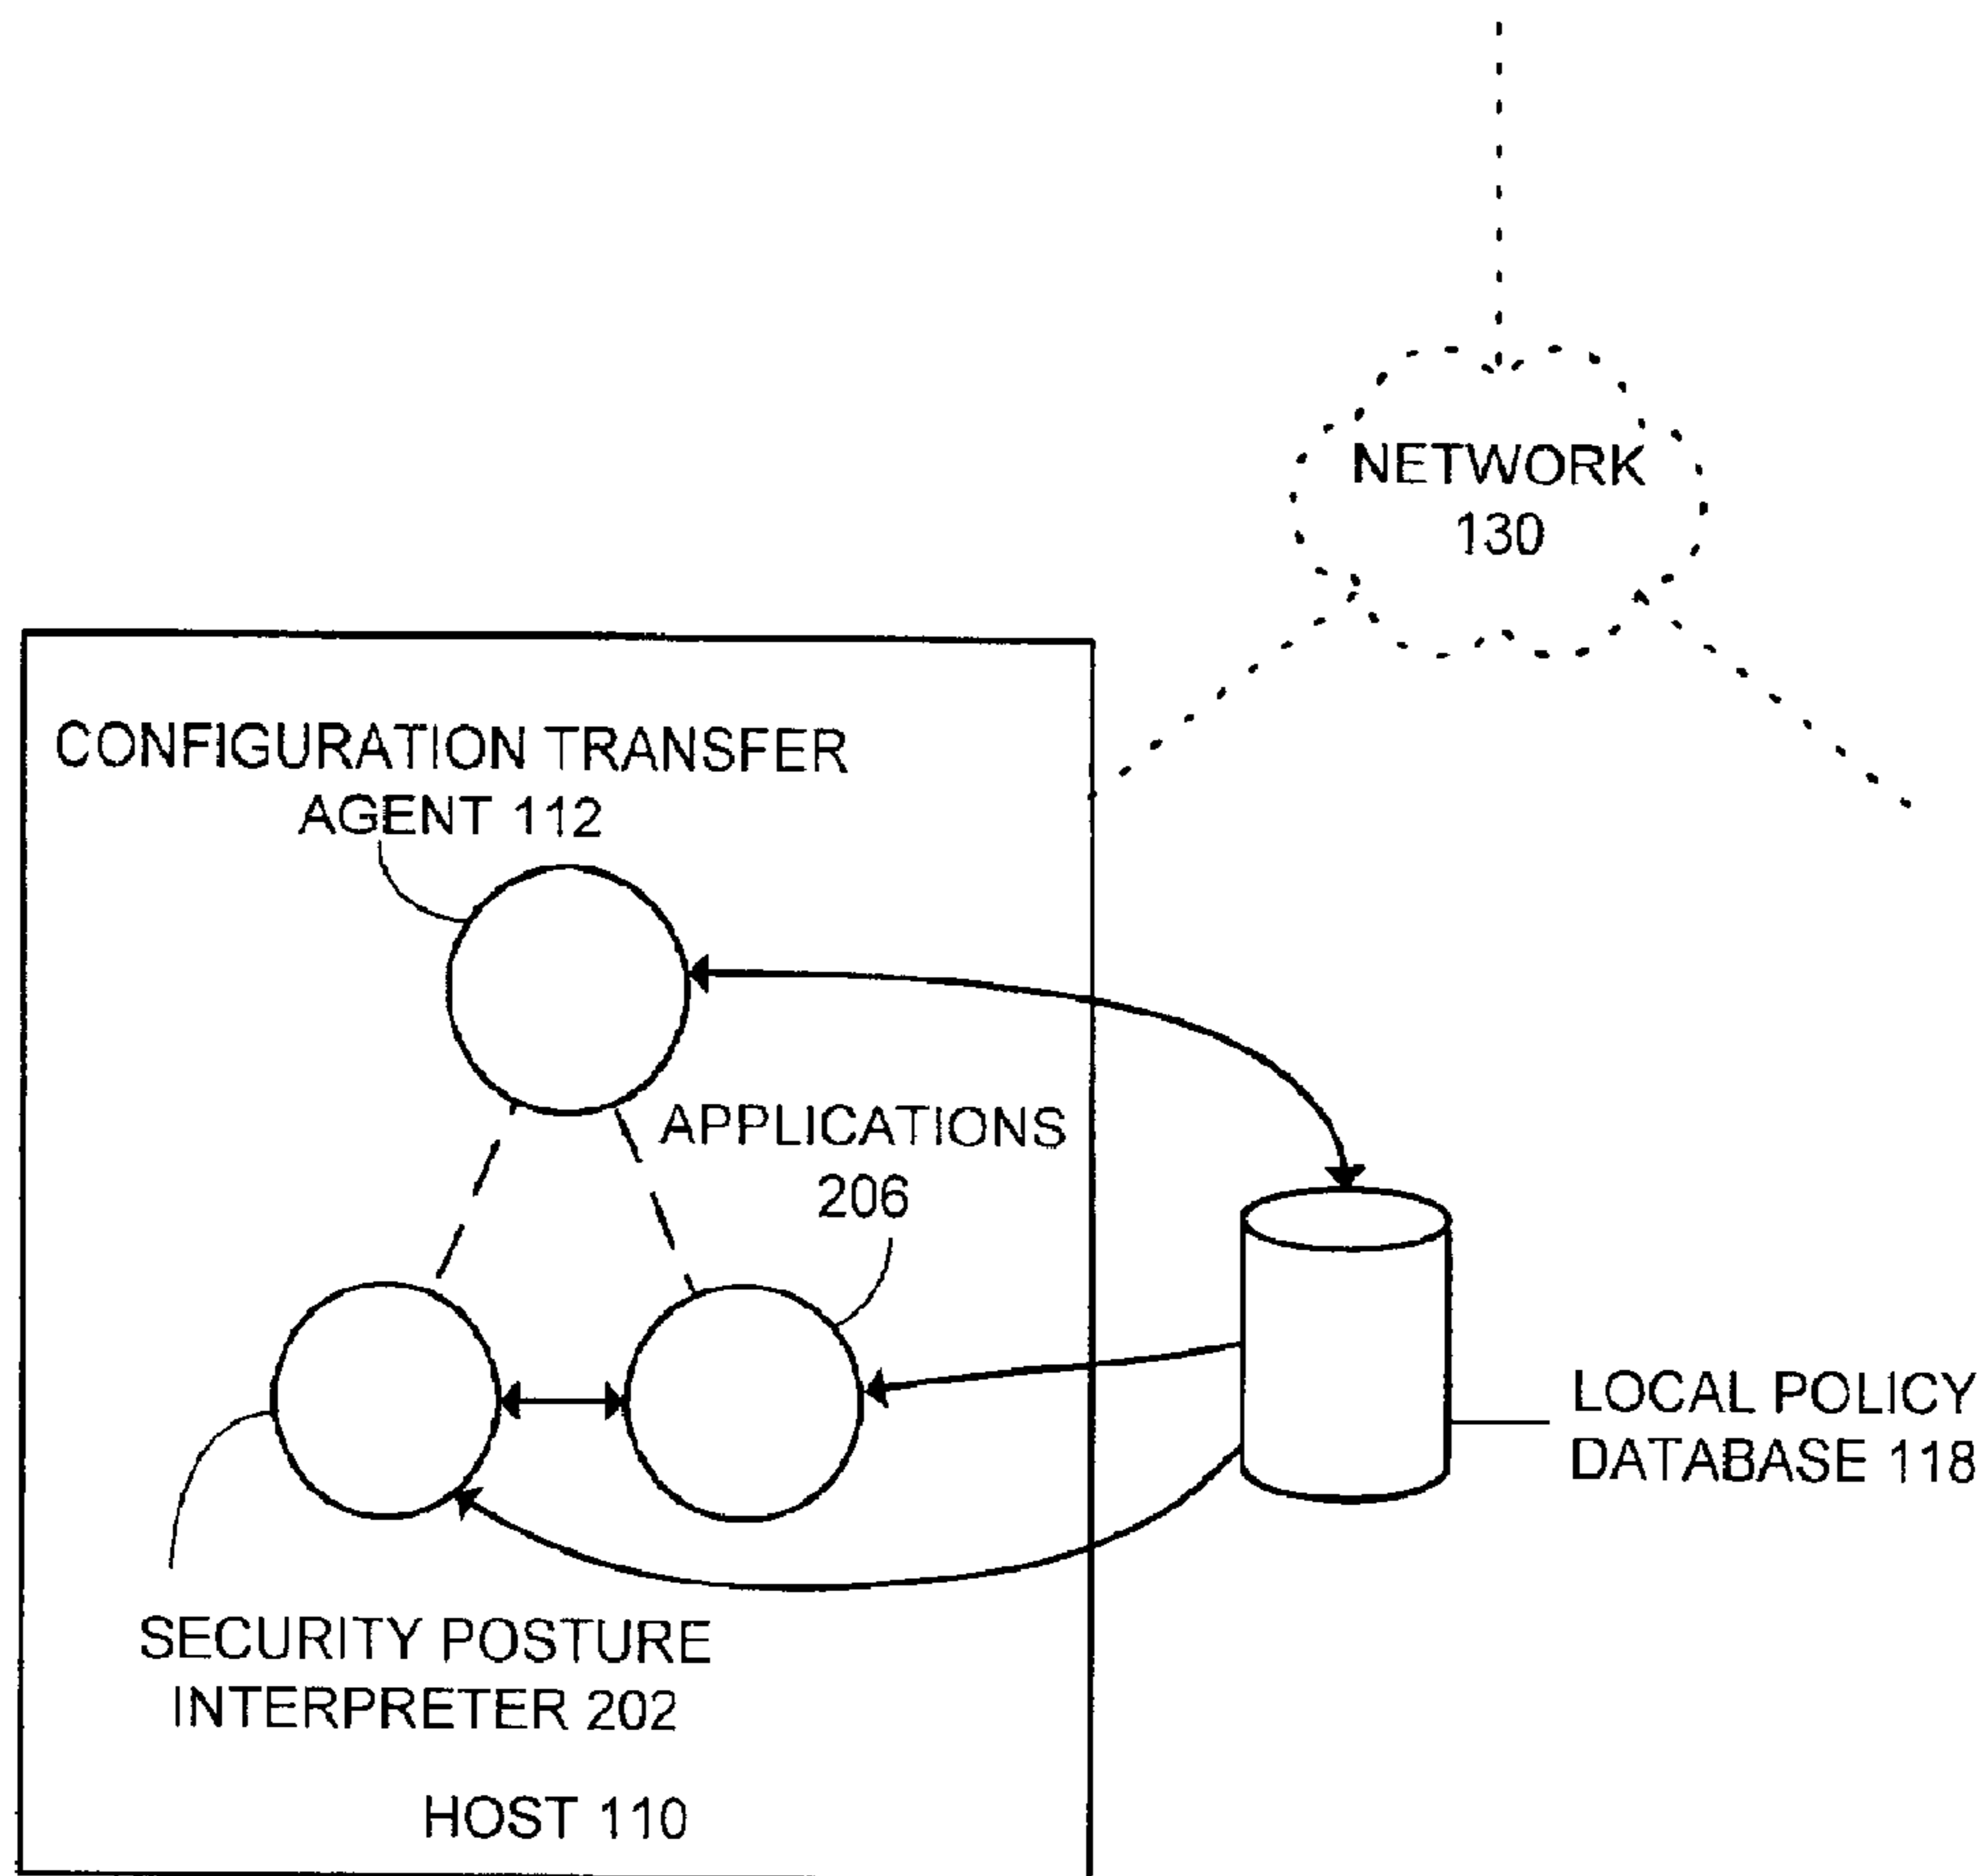 NETWORK
130
CONFIGURATION TRANSFER
AGENT 112
APPLICATIONS
206
LOCAL POLICY
DATABASE 118
SECURITY POSTURE
INTERPRETER 202
HOST 110